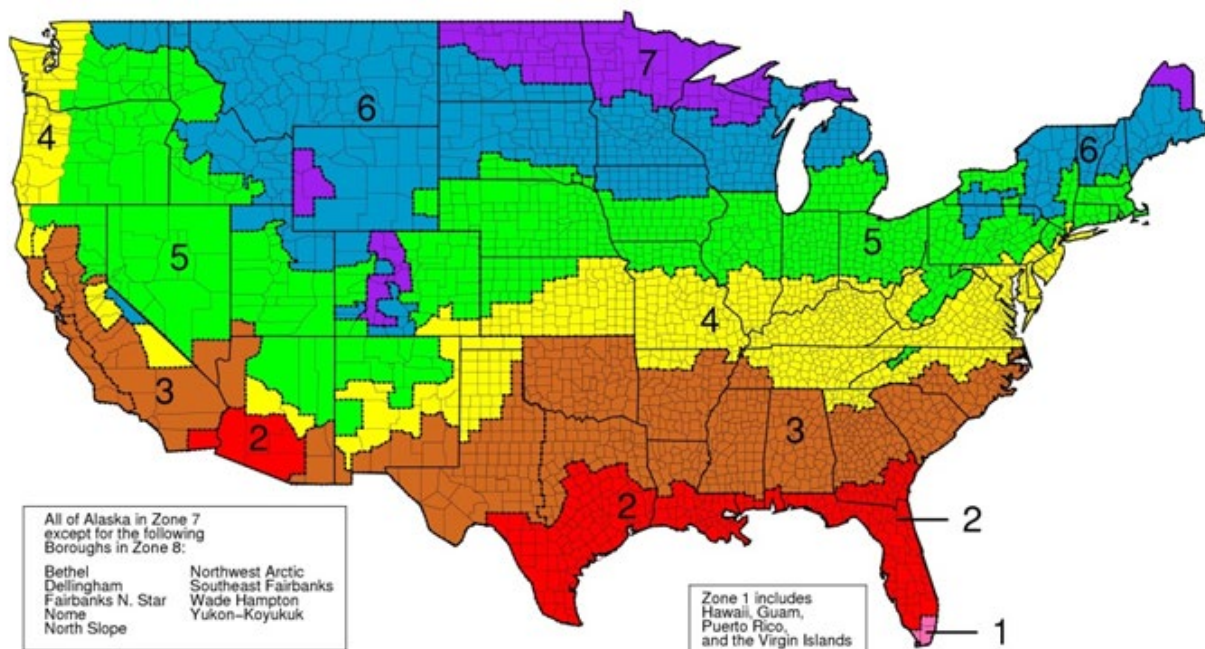 7
6
4
6
5
5
4
3
3
2
2
2
1
All of Alaska in Zone 7
except for the following
Boroughs in Zone 8:
Bethel Northwest Arctic
Dellingham Southeast Fairbanks
Fairbanks N. Star Wade Hampton
Nome Yukon-Koyukuk
North Slope
Zone 1 includes
Hawaii, Guam,
Puerto Rico,
and the Virgin Islands